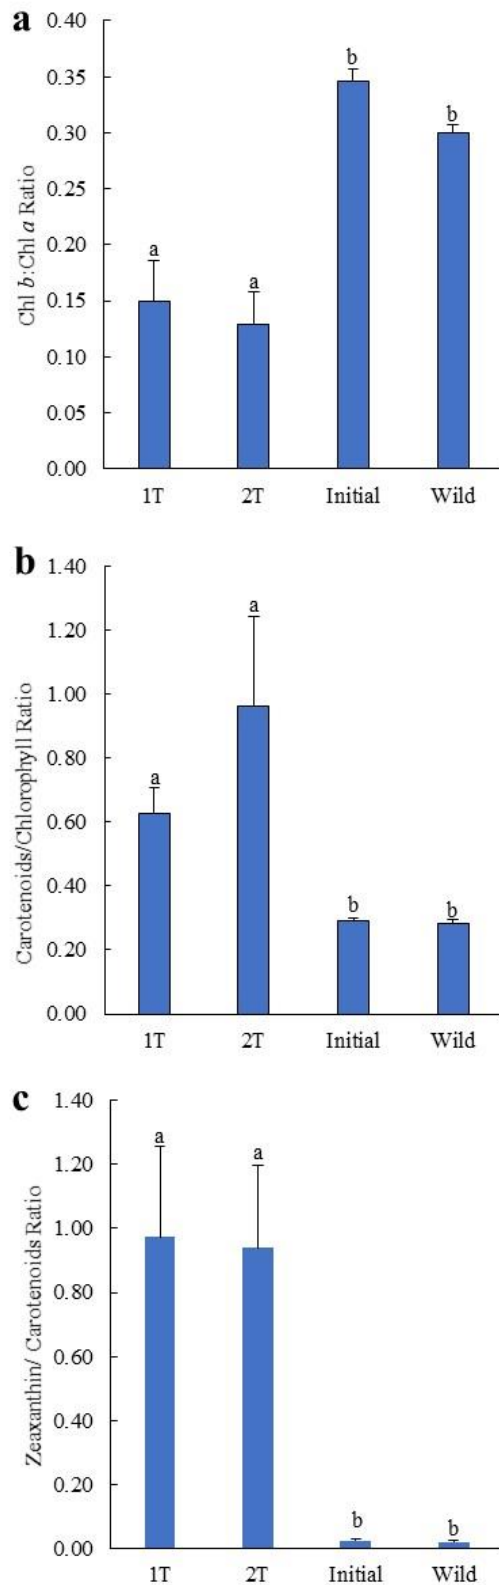 a
Chl b:Chl a Ratio
0.40
0.35
0.30
0.25
0.20
0.15
0.10
0.05
0.00
a
a
b
b
1T
2T
Initial
Wild
b
Carotenoids/Chlorophyll Ratio
1.40
1.20
1.00
0.80
0.60
0.40
0.20
0.00
a
a
b
b
1T
2T
Initial
Wild
c
Zeaxanthin/ Carotenoids Ratio
1.40
1.20
1.00
0.80
0.60
0.40
0.20
0.00
a
a
b
b
1T
2T
Initial
Wild